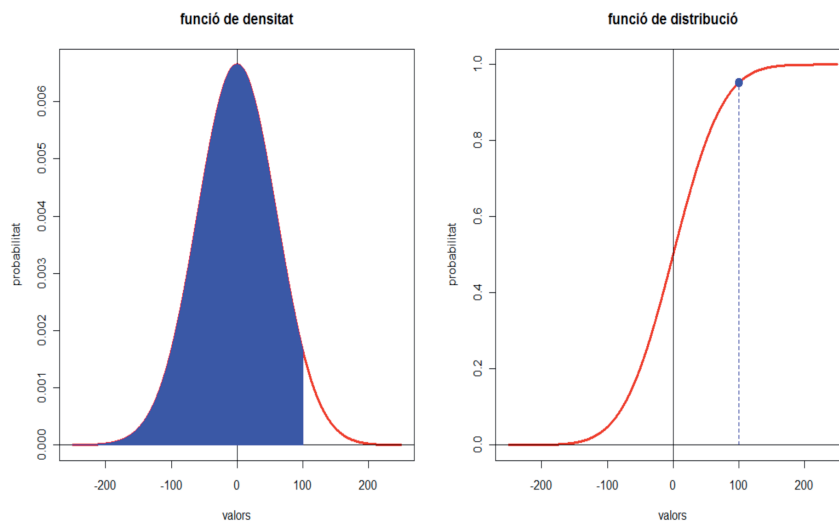 funció de densitat
probabilitat
0.000 0.001 0.002 0.003 0.004 0.005 0.006
-200 -100 0 100 200
valors
funció de distribució
probabilitat
0.0 0.2 0.4 0.6 0.8 1.0
-200 -100 0 100 200
valors